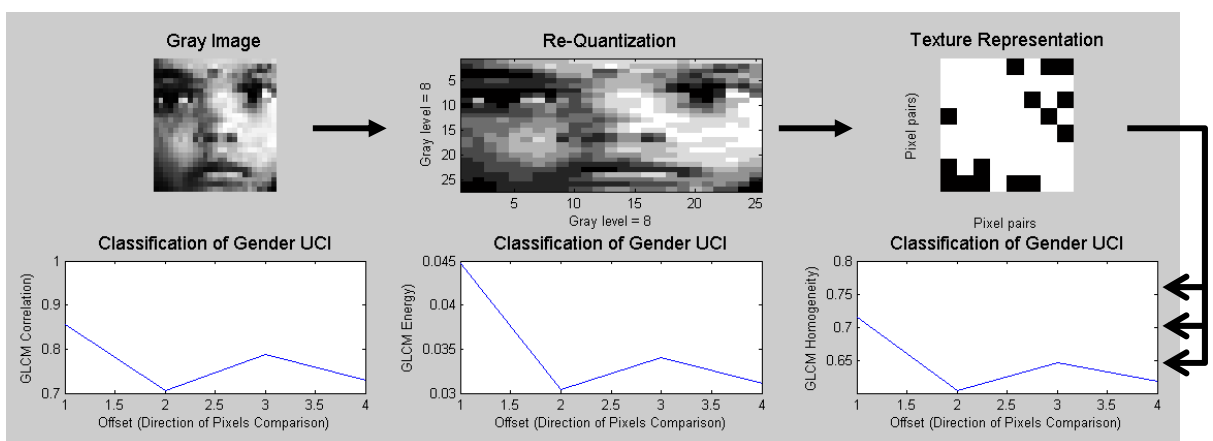 Gray Image
Re-Quantization
Texture Representation
Gray level = 8
5
10
15
20
25
5
10
15
20
25
Gray level = 8
Pixel pairs)
Pixel pairs
Classification of Gender UCI
GLCM Correlation)
1
0.9
0.8
0.7
1
1.5
2
2.5
3
3.5
4
Offset (Direction of Pixels Comparison)
Classification of Gender UCI
GLCM Energy)
0.045
0.04
0.035
0.03
1
1.5
2
2.5
3
3.5
4
Offset (Direction of Pixels Comparison)
Classification of Gender UCI
GLCM Homogeneity)
0.8
0.75
0.7
0.65
1
1.5
2
2.5
3
3.5
4
Offset (Direction of Pixels Comparison)